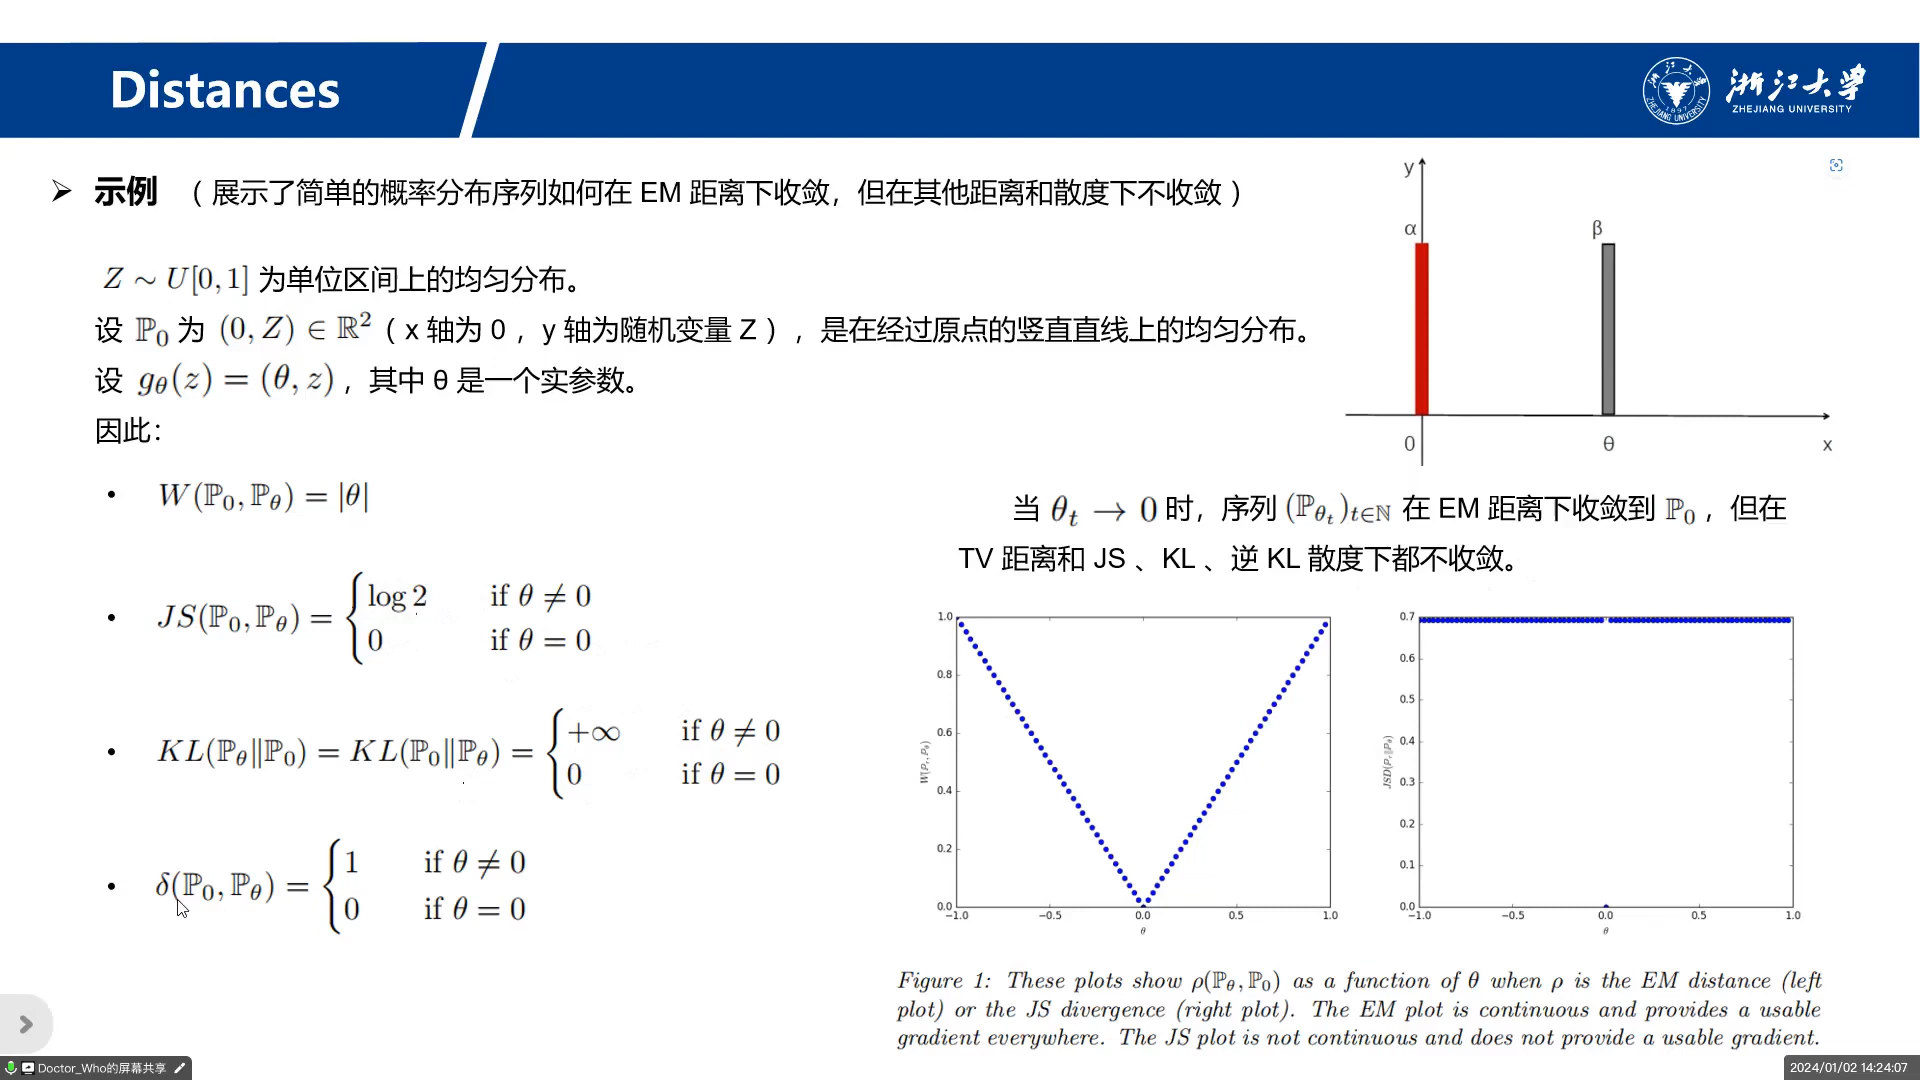 Distances
浙江大学
ZHEJIANG UNIVERSITY
ZHEJIANG UNIVERSITY
1897
➢ 示例 （ 展示了简单的概率分布序列如何在 EM 距离下收敛，但在其他距离和散度下不收敛 ）
Z ∼ U[0,1] 为单位区间上的均匀分布。
设 ℙ₀ 为 (0, Z) ∈ ℝ² （ x 轴为 0 ，y 轴为随机变量 Z ），是在经过原点的竖直直线上的均匀分布。
设 g_θ(z) = (θ, z) ，其中 θ 是一个实参数。
因此：
• W(ℙ₀, ℙ_θ) = |θ|
• JS(ℙ₀, ℙ_θ) = { log 2 if θ ≠ 0
0 if θ = 0
• KL(ℙ_θ‖ℙ₀) = KL(ℙ₀‖ℙ_θ) = { +∞ if θ ≠ 0
0 if θ = 0
• δ(ℙ₀, ℙ_θ) = { 1 if θ ≠ 0
0 if θ = 0
y
α β
0 θ x
当 θ_t → 0 时，序列 (ℙ_θ_t)_t∈ℕ 在 EM 距离下收敛到 ℙ₀ ，但在
TV 距离和 JS 、KL 、逆 KL 散度下都不收敛。
1.0
0.8
0.6
0.4
0.2
0.0
W(P_r, P_θ)
−1.0 −0.5 0.0 0.5 1.0
θ
0.7
0.6
0.5
0.4
0.3
0.2
0.1
0.0
JSD(P_r‖P_θ)
−1.0 −0.5 0.0 0.5 1.0
θ
Figure 1: These plots show ρ(ℙ_θ, ℙ₀) as a function of θ when ρ is the EM distance (left
plot) or the JS divergence (right plot). The EM plot is continuous and provides a usable
gradient everywhere. The JS plot is not continuous and does not provide a usable gradient.
Doctor_Who的屏幕共享
2024/01/02 14:24:07